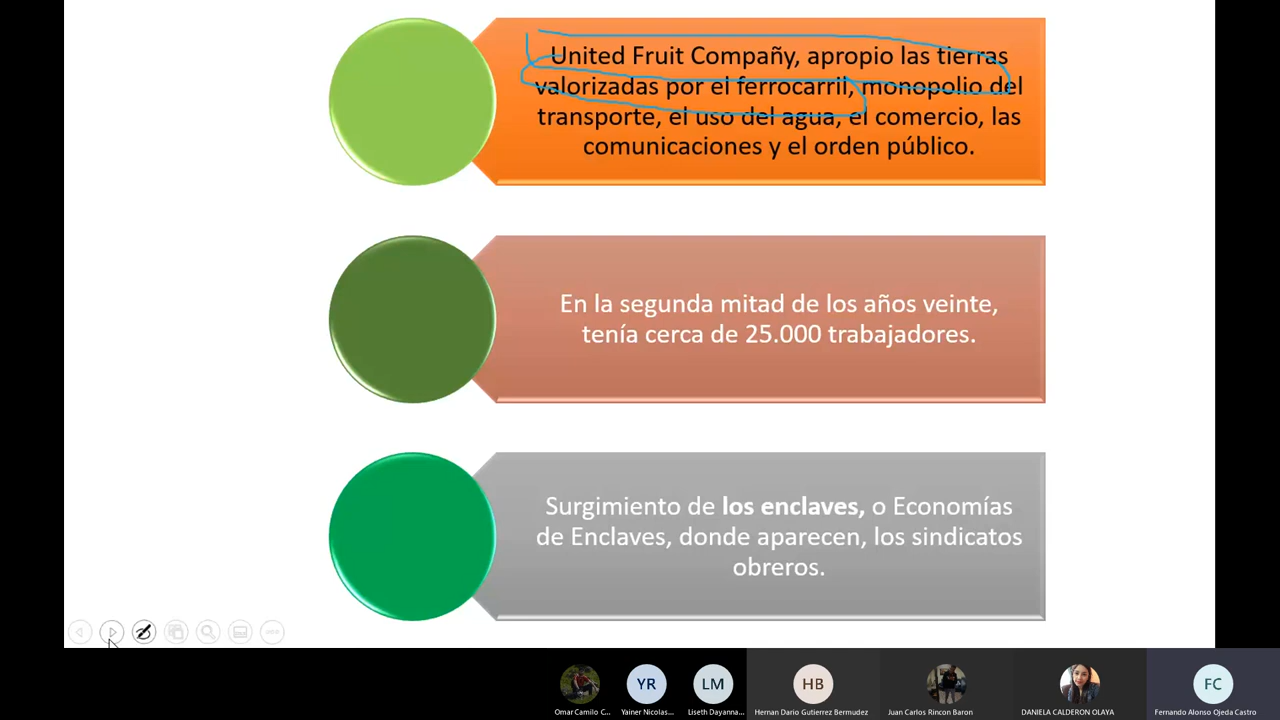 United Fruit Compañy, apropio las tierras
valorizadas por el ferrocarril, monopolio del
transporte, el uso del agua, el comercio, las
comunicaciones y el orden público.
En la segunda mitad de los años veinte,
tenía cerca de 25.000 trabajadores.
Surgimiento de los enclaves, o Economías
de Enclaves, donde aparecen, los sindicatos
obreros.
YR
LM
HB
FC
Omar Camilo C...
Yainer Nicolas...
Liseth Dayanna...
Hernan Dario Gutierrez Bermudez
Juan Carlos Rincon Baron
DANIELA CALDERON OLAYA
Fernando Alonso Ojeda Castro